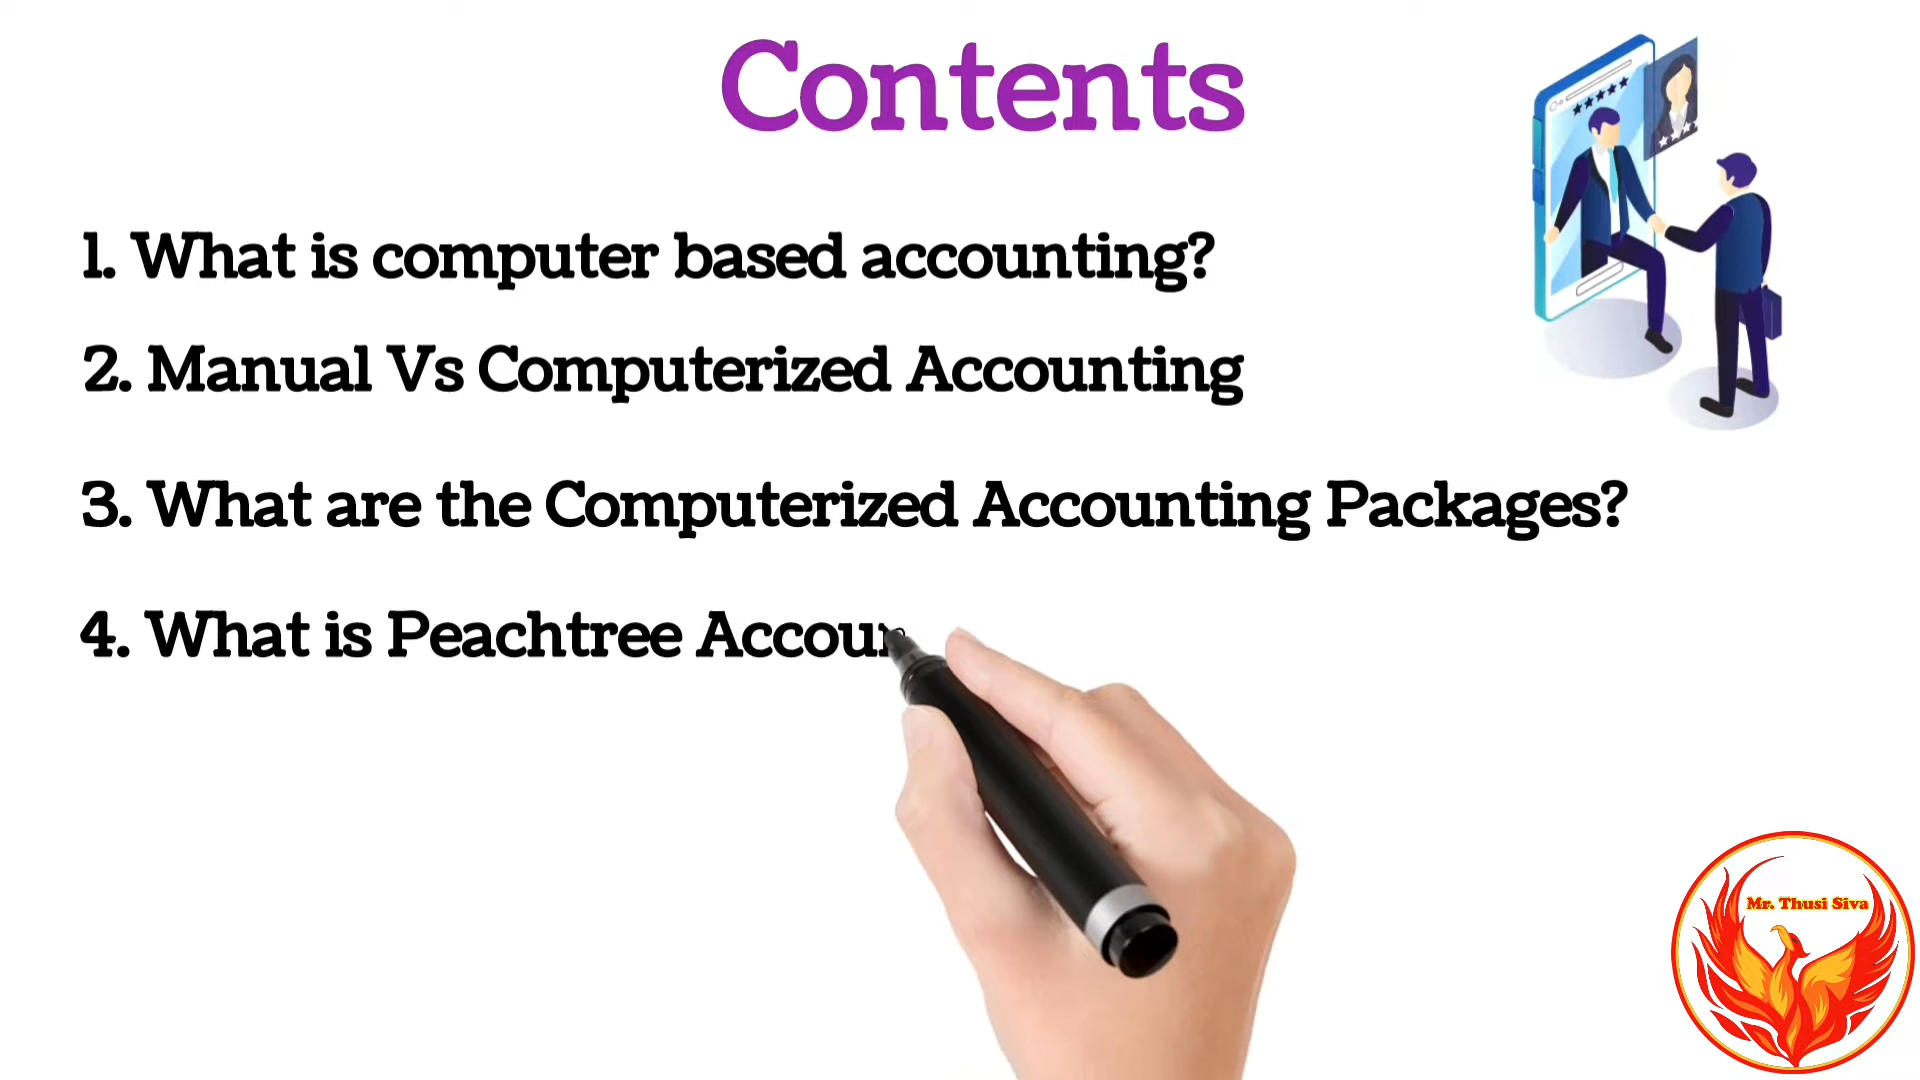 Contents
1. What is computer based accounting?
2. Manual Vs Computerized Accounting
3. What are the Computerized Accounting Packages?
4. What is Peachtree
Mr. Thusi Siva